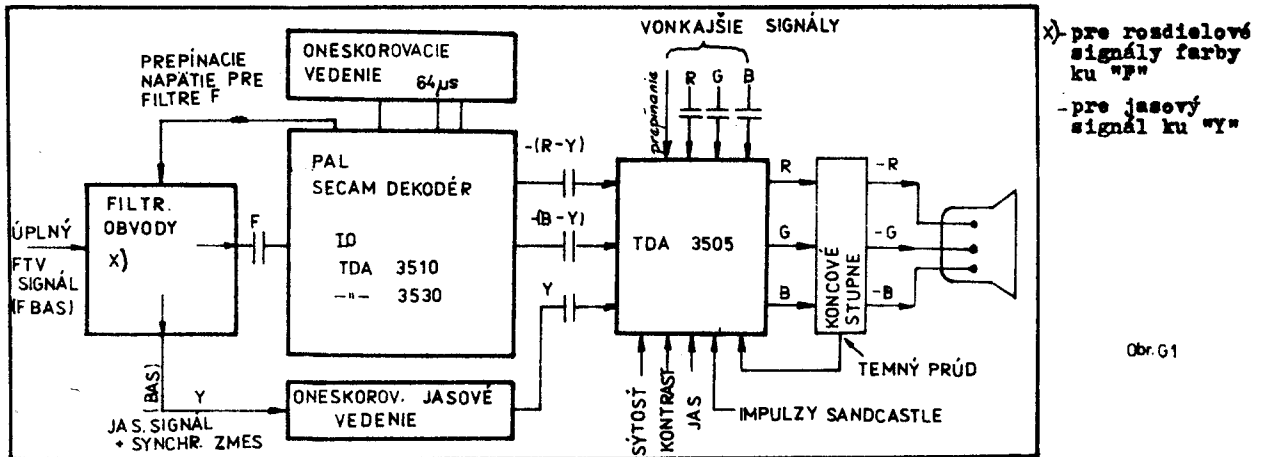 VONKAJŠIE SIGNÁLY
PREPÍNACIE
NAPÄTIE PRE
FILTRE F
ONESKOROVACIE
VEDENIE
64µs
prepínanie
R
G
B
PAL
SECAM DEKODÉR
IO
TDA 3510
-"- 3530
FILTR.
OBVODY
X)
ÚPLNÝ
FTV
SIGNÁL
(F BAS)
F
-(R-Y)
-(B-Y)
Y
TDA 3505
R
G
B
KONCOVÉ
STUPNE
-R
-G
-B
TEMNÝ PRÚD
(BAS)
Y
JAS. SIGNÁL
+ SYNCHR. ZMES
ONESKOROV. JASOVÉ
VEDENIE
SÝTOSŤ
KONTRAST
JAS
IMPULZY SANDCASTLE
X)- pre rosdielové
signály farby
ku "F"
- pre jasový
signál ku "Y"
Obr. G1